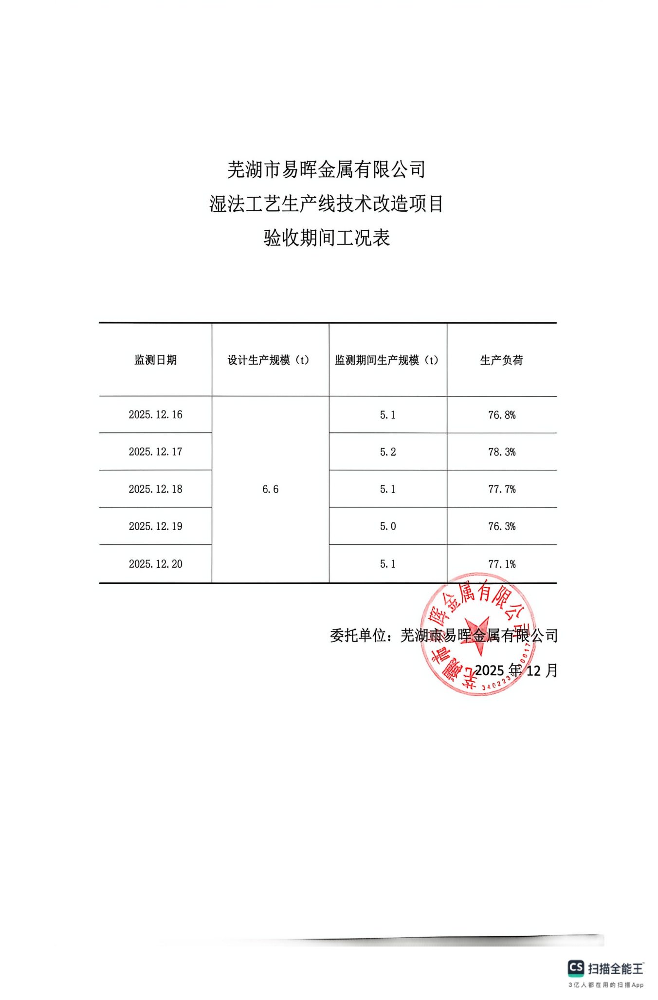 芜湖市易晖金属有限公司
湿法工艺生产线技术改造项目
验收期间工况表
监测日期 设计生产规模（t） 监测期间生产规模（t） 生产负荷
2025.12.16 6.6 5.1 76.8%
2025.12.17 5.2 78.3%
2025.12.18 5.1 77.7%
2025.12.19 5.0 76.3%
2025.12.20 5.1 77.1%
委托单位：芜湖市易晖金属有限公司
2025 年 12 月
芜湖市易晖金属有限公司
CS 扫描全能王
3亿人都在用的扫描App